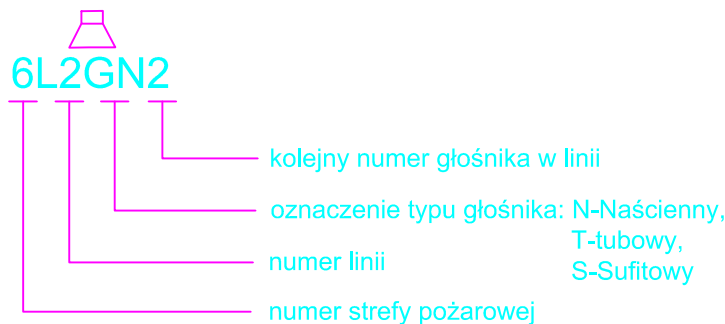 6L2GN2
kolejny numer głośnika w linii
oznaczenie typu głośnika: N-Naścienny,
T-tubowy,
numer linii
S-Sufitowy
numer strefy pożarowej